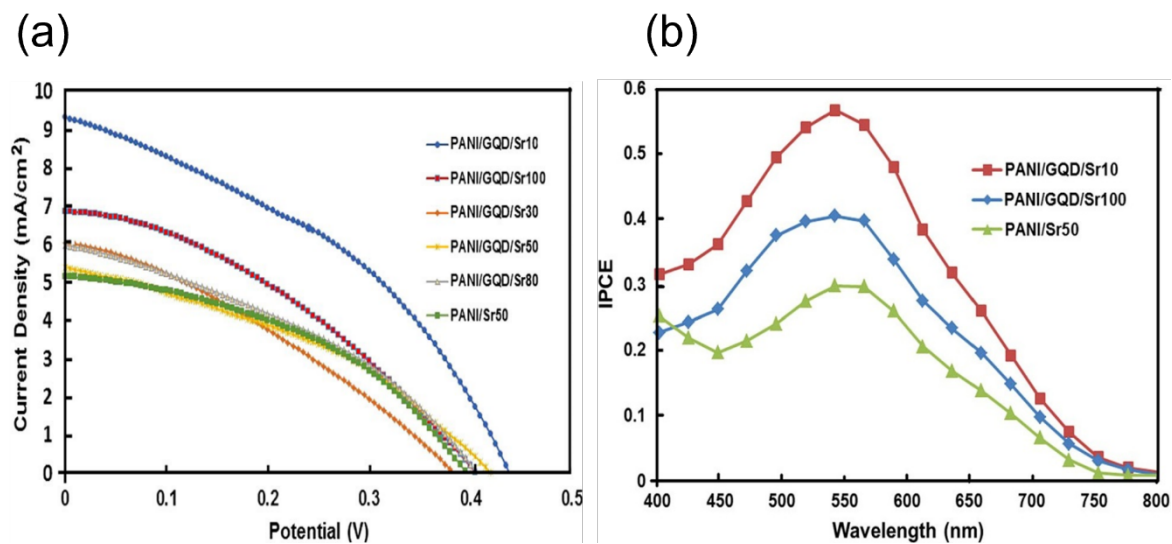 (a)
10
9
8
7
6
5
4
3
2
1
0
0
0.1
0.2
0.3
0.4
0.5
Current Density (mA/cm²)
Potential (V)
PANI/GQD/Sr10
PANI/GQD/Sr100
PANI/GQD/Sr30
PANI/GQD/Sr50
PANI/GQD/Sr80
PANI/Sr50
(b)
0.6
0.5
0.4
0.3
0.2
0.1
0
400
450
500
550
600
650
700
750
800
IPCE
Wavelength (nm)
PANI/GQD/Sr10
PANI/GQD/Sr100
PANI/Sr50